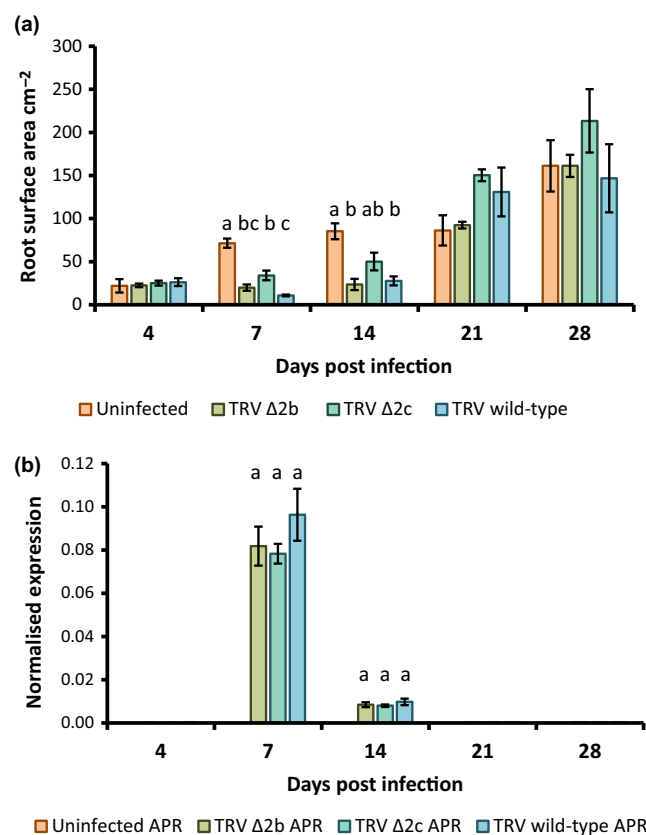 (a)
Root surface area cm⁻²
300
250
200
150
100
50
0
a bc b c
a b ab b
4 7 14 21 28
Days post infection
Uninfected TRV Δ2b TRV Δ2c TRV wild-type
(b)
Normalised expression
0.12
0.10
0.08
0.06
0.04
0.02
0.00
a a a
a a a
4 7 14 21 28
Days post infection
Uninfected APR TRV Δ2b APR TRV Δ2c APR TRV wild-type APR